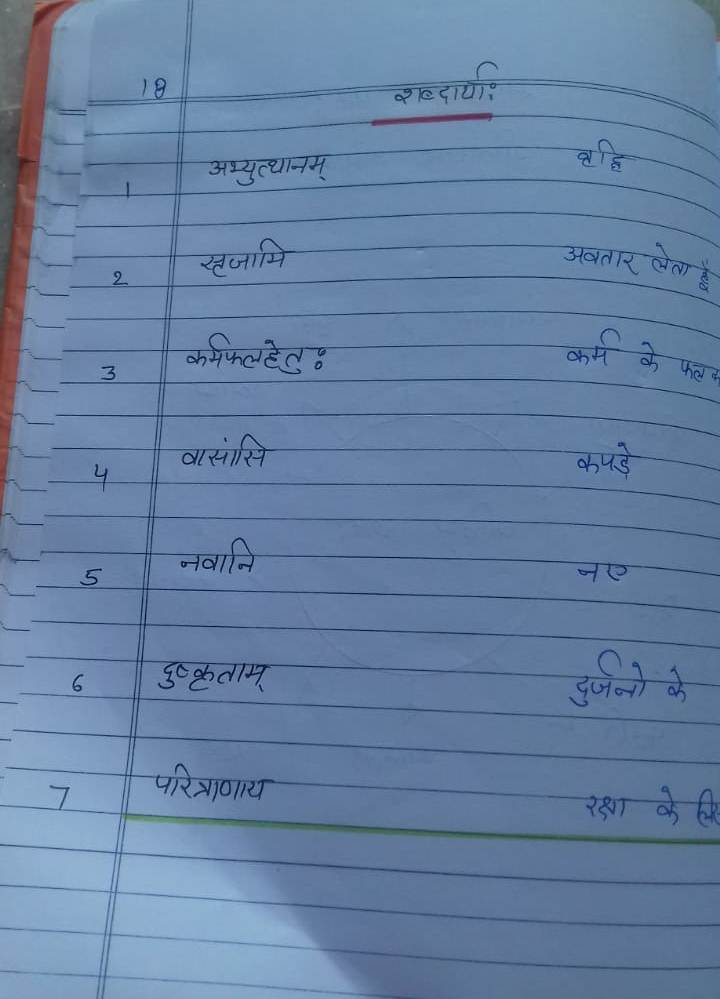 18 शब्दार्थाः
1 अभ्युत्थानम् वृद्धि
2 सृजामि अवतार लेता हूँ
3 कर्मफलहेतुः कर्म के फल
4 वासांसि कपड़े
5 नवानि नए
6 दुष्कृताम् दुर्जनो के
7 परित्राणाय रक्षा के